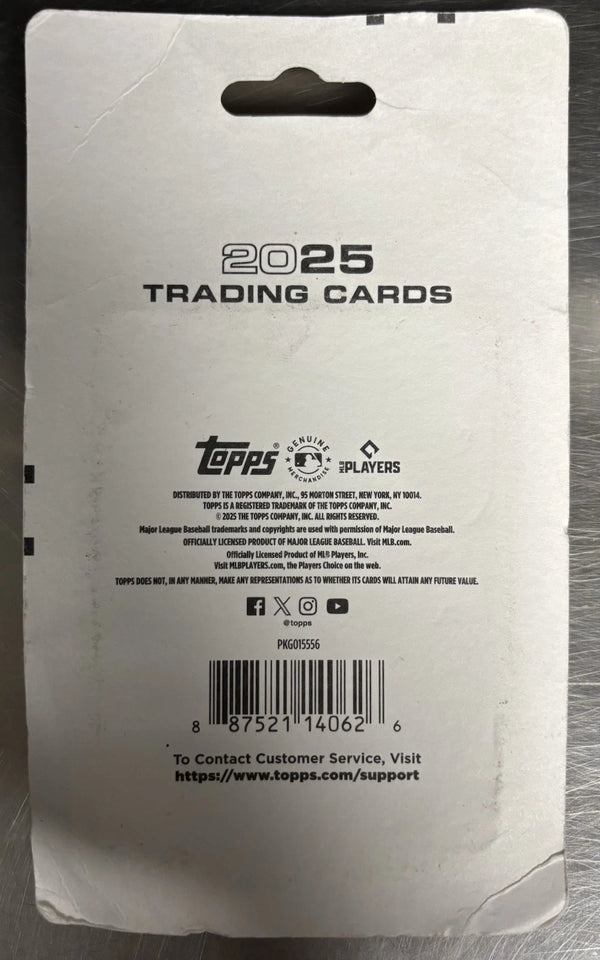 2025
TRADING CARDS
topps®
GENUINE MERCHANDISE
MLB PLAYERS
DISTRIBUTED BY THE TOPPS COMPANY, INC., 95 MORTON STREET, NEW YORK, NY 10014.
TOPPS IS A REGISTERED TRADEMARK OF THE TOPPS COMPANY, INC.
© 2025 THE TOPPS COMPANY, INC. ALL RIGHTS RESERVED.
Major League Baseball trademarks and copyrights are used with permission of Major League Baseball.
OFFICIALLY LICENSED PRODUCT OF MAJOR LEAGUE BASEBALL. Visit MLB.com.
Officially Licensed Product of MLB Players, Inc.
Visit MLBPLAYERS.com, the Players Choice on the web.
TOPPS DOES NOT, IN ANY MANNER, MAKE ANY REPRESENTATIONS AS TO WHETHER ITS CARDS WILL ATTAIN ANY FUTURE VALUE.
@topps
PKG015556
8 87521 14062 6
To Contact Customer Service, Visit
https://www.topps.com/support